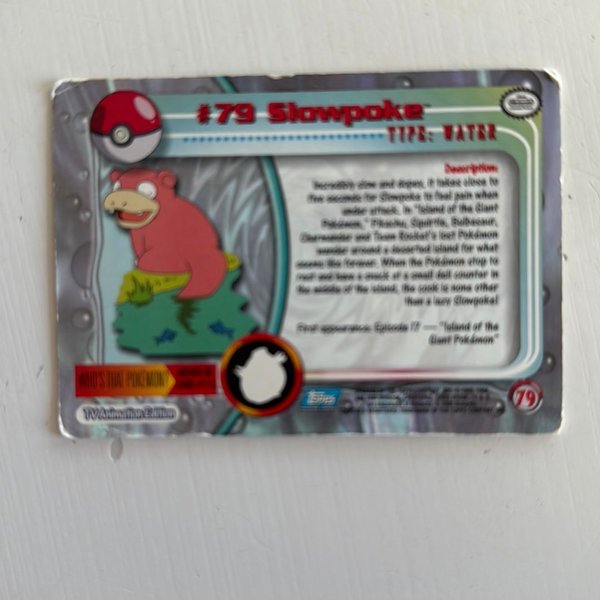 #79 Slowpoke™
TYPE: WATER
Description:
Incredibly slow and dopey, it takes close to
five seconds for Slowpoke to feel pain when
under attack. In "Island of the Giant
Pokémon," Pikachu, Squirtle, Bulbasaur,
Charmander and Team Rocket's lost Pokémon
wander around a deserted island for what
seems like forever. When the Pokémon stop to
rest and have a snack at a small deli counter in
the middle of the island, the cook is none other
than a lazy Slowpoke!
First appearance: Episode 17 — "Island of the
Giant Pokémon"
WHO'S THAT POKÉMON?
TV Animation Edition
Topps
79